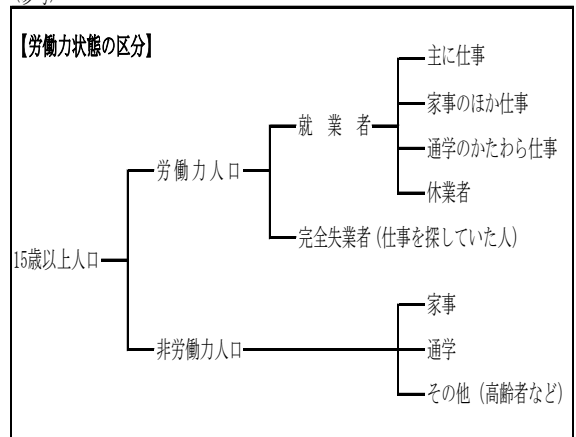 【労働力状態の区分】
主に仕事
家事のほか仕事
就業者
通学のかたわら仕事
労働力人口
休業者
完全失業者(仕事を探していた人)
15歳以上人口
家事
非労働力人口
通学
その他(高齢者など)